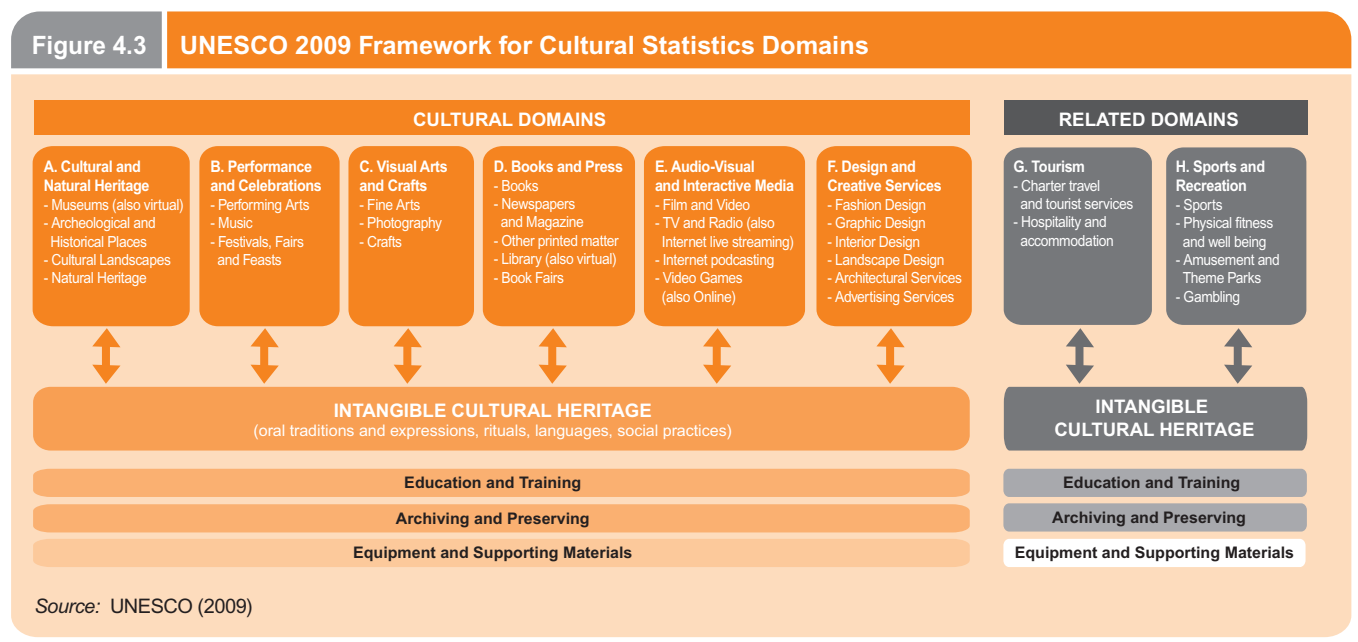 Figure 4.3
UNESCO 2009 Framework for Cultural Statistics Domains
CULTURAL DOMAINS
A. Cultural and
Natural Heritage
- Museums (also virtual)
- Archeological and
Historical Places
- Cultural Landscapes
- Natural Heritage
B. Performance
and Celebrations
- Performing Arts
- Music
- Festivals, Fairs
and Feasts
C. Visual Arts
and Crafts
- Fine Arts
- Photography
- Crafts
D. Books and Press
- Books
- Newspapers
and Magazine
- Other printed matter
- Library (also virtual)
- Book Fairs
E. Audio-Visual
and Interactive Media
- Film and Video
- TV and Radio (also
Internet live streaming)
- Internet podcasting
- Video Games
(also Online)
F. Design and
Creative Services
- Fashion Design
- Graphic Design
- Interior Design
- Landscape Design
- Architectural Services
- Advertising Services
INTANGIBLE CULTURAL HERITAGE
(oral traditions and expressions, rituals, languages, social practices)
Education and Training
Archiving and Preserving
Equipment and Supporting Materials
RELATED DOMAINS
G. Tourism
- Charter travel
and tourist services
- Hospitality and
accommodation
H. Sports and
Recreation
- Sports
- Physical fitness
and well being
- Amusement and
Theme Parks
- Gambling
INTANGIBLE
CULTURAL HERITAGE
Education and Training
Archiving and Preserving
Equipment and Supporting Materials
Source: UNESCO (2009)